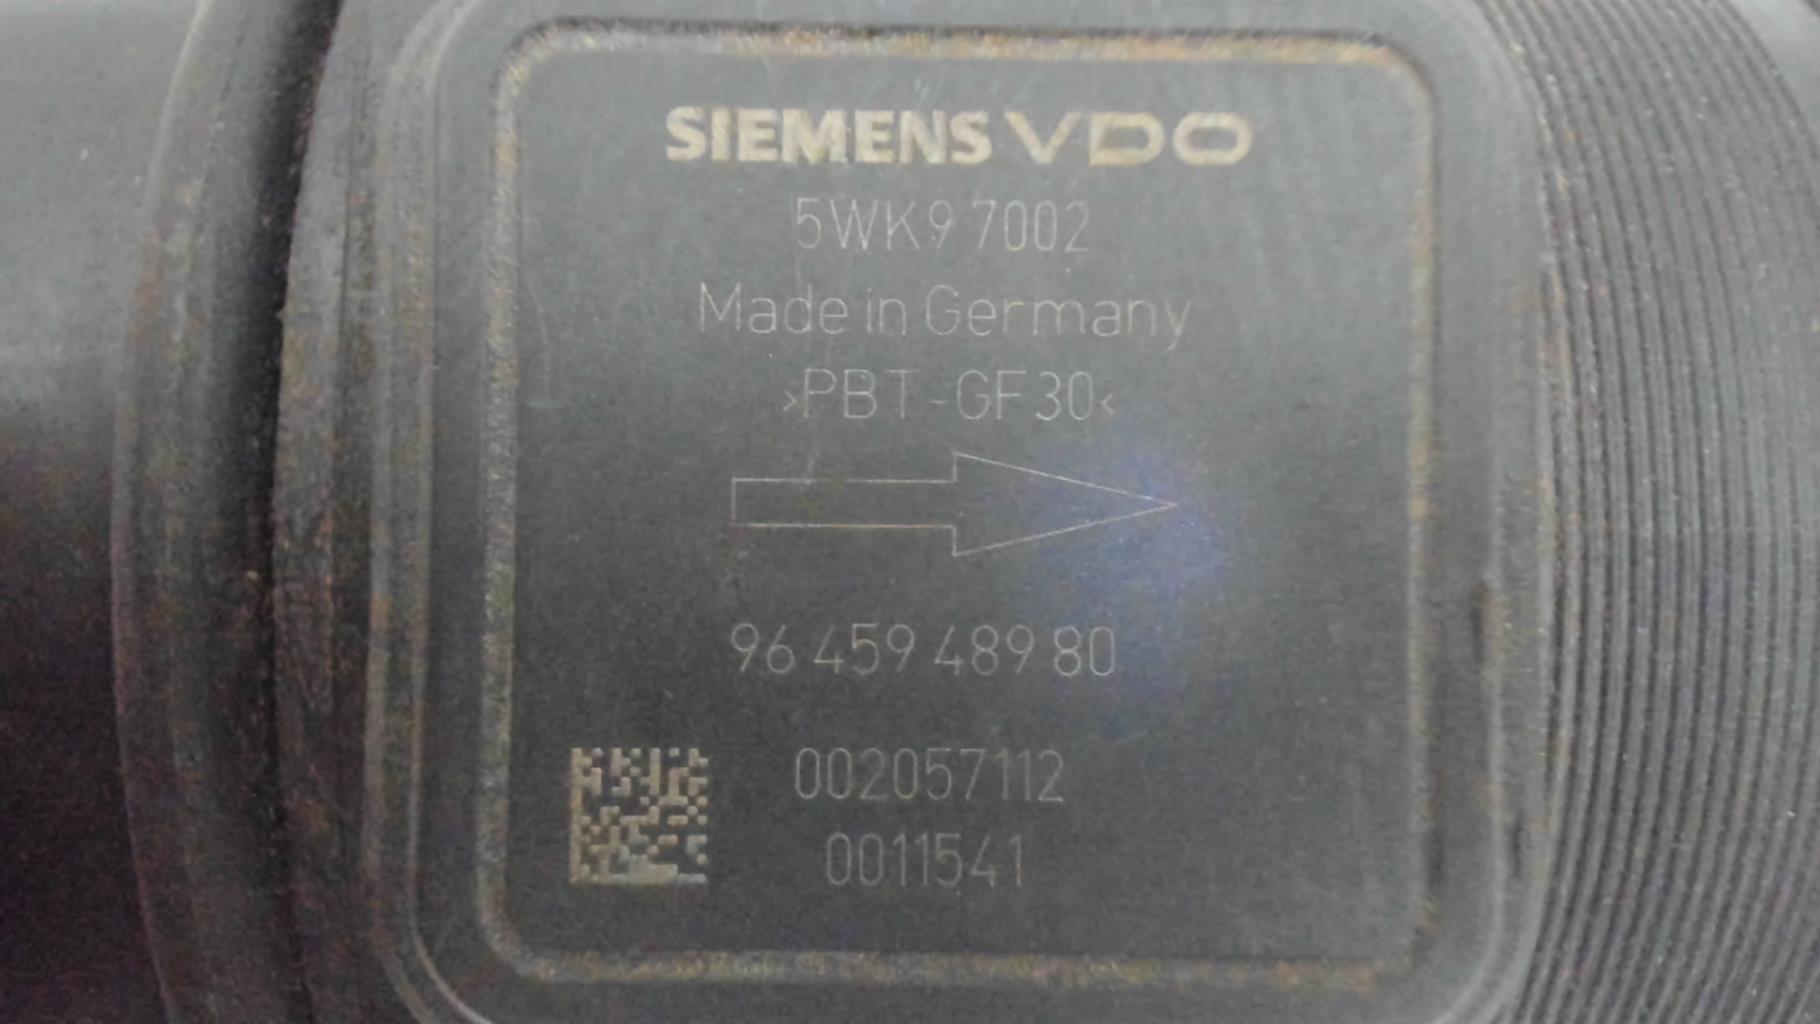 SIEMENS VDO
5WK9 7002
Made in Germany
>PBT-GF30<
96 459 489 80
002057112
0011541